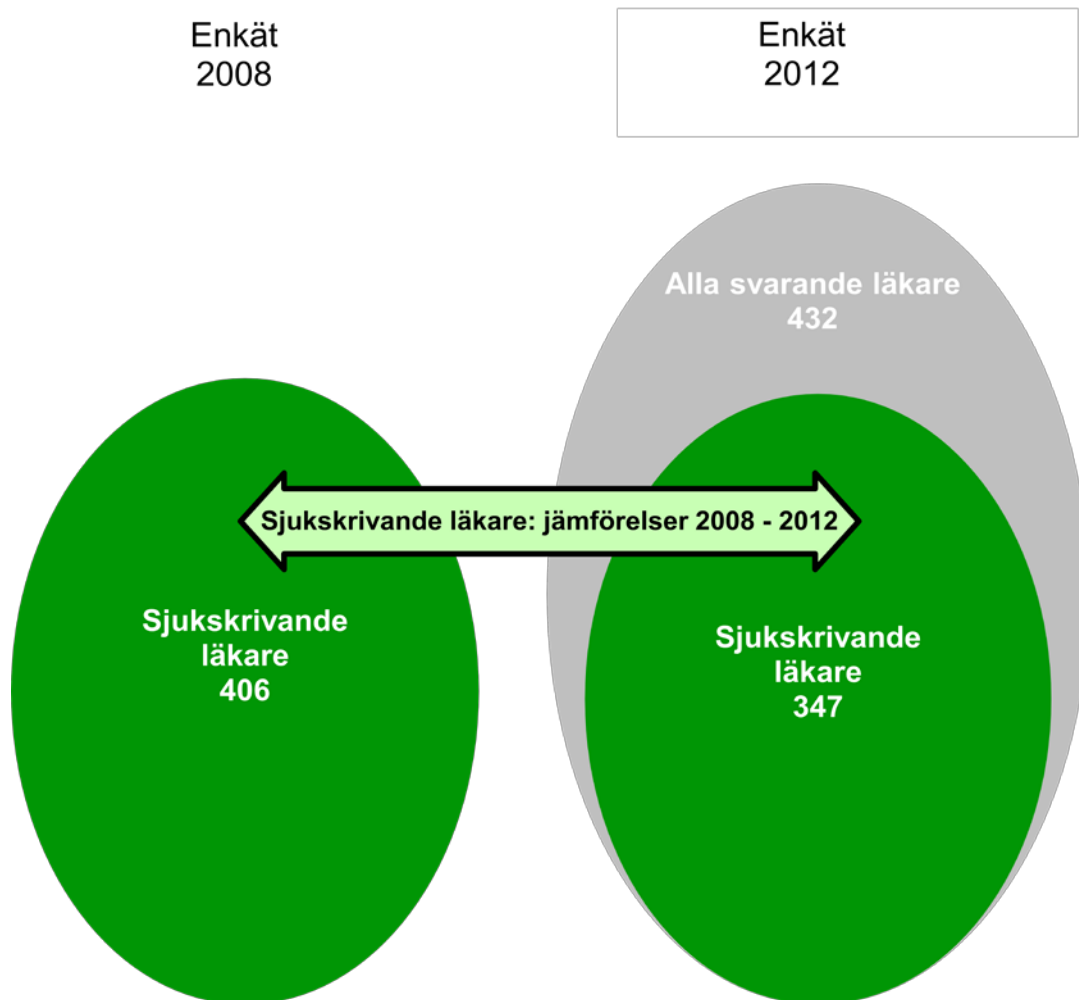 Enkät
2008
Enkät
2012
Alla svarande läkare
432
Sjukskrivande läkare: jämförelser 2008 - 2012
Sjukskrivande
läkare
406
Sjukskrivande
läkare
347